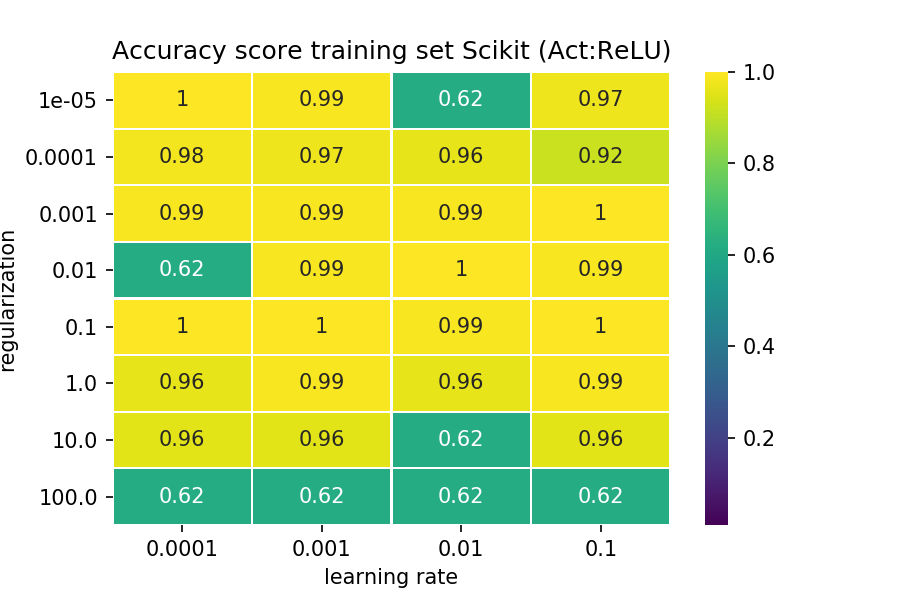 Accuracy score training set Scikit (Act:ReLU)
1e-05 1 0.99 0.62 0.97
0.0001 0.98 0.97 0.96 0.92
0.001 0.99 0.99 0.99 1
0.01 0.62 0.99 1 0.99
0.1 1 1 0.99 1
1.0 0.96 0.99 0.96 0.99
10.0 0.96 0.96 0.62 0.96
100.0 0.62 0.62 0.62 0.62
0.0001 0.001 0.01 0.1
learning rate
regularization
1.0
0.8
0.6
0.4
0.2